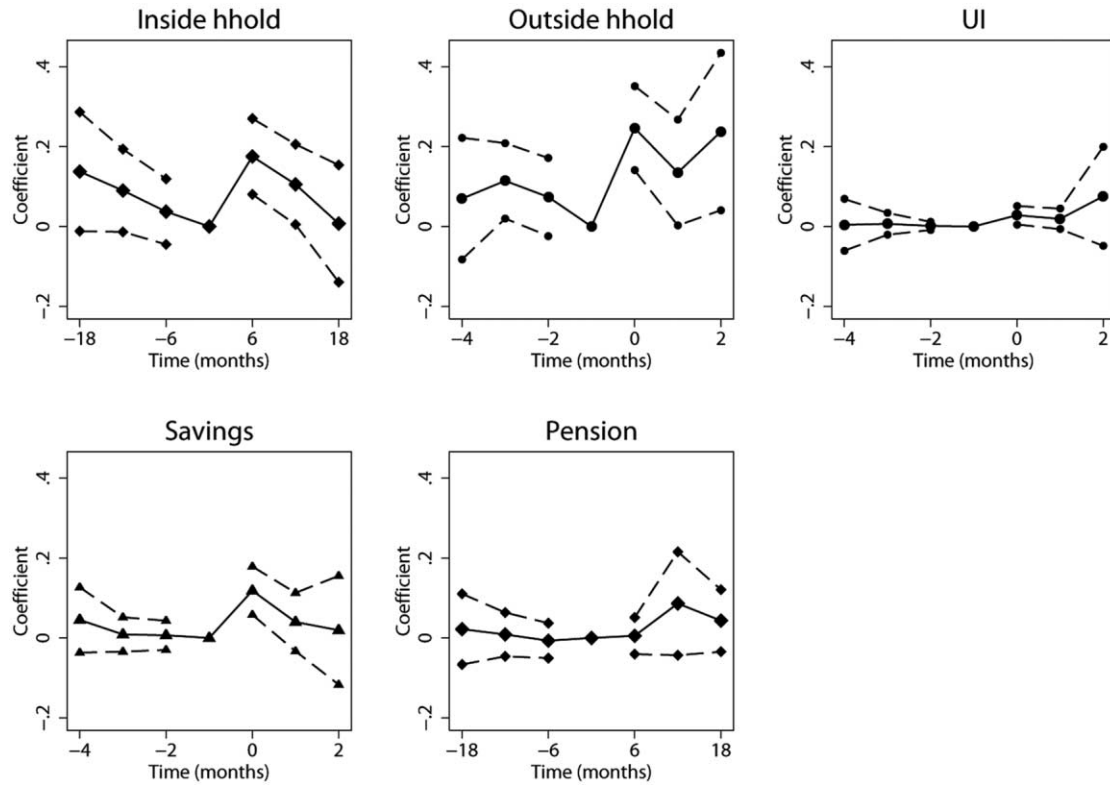 Inside hhold
Outside hhold
UI
Coefficient
.4
.2
0
-.2
-18
-6
6
18
Time (months)
Coefficient
.4
.2
0
-.2
-4
-2
0
2
Time (months)
Coefficient
.4
.2
0
-.2
-4
-2
0
2
Time (months)
Savings
Pension
Coefficient
.4
.2
0
-.2
-4
-2
0
2
Time (months)
Coefficient
.4
.2
0
-.2
-18
-6
6
18
Time (months)